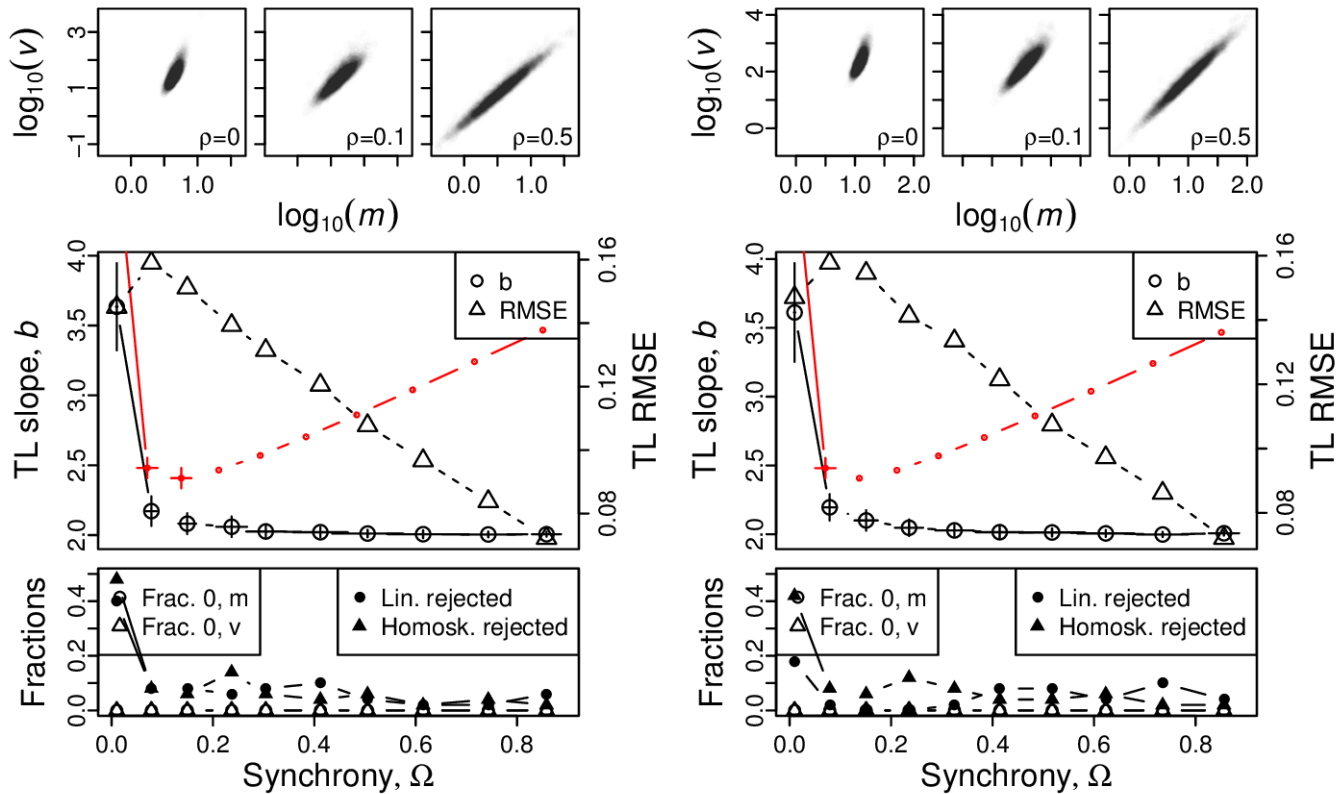 log10(v)
3
1
−1
ρ=0
ρ=0.1
ρ=0.5
0.0 1.0
0.0 1.0
log10(m)
log10(v)
4
2
0
ρ=0
ρ=0.1
ρ=0.5
0.0 1.0 2.0
0.0 1.0 2.0
log10(m)
TL slope, b
4.0
3.5
3.0
2.5
2.0
b
RMSE
0.16
0.12
0.08
TL RMSE
TL slope, b
4.0
3.5
3.0
2.5
2.0
b
RMSE
0.16
0.12
0.08
TL RMSE
Fractions
0.4
0.2
0.0
Frac. 0, m
Frac. 0, v
Lin. rejected
Homosk. rejected
0.0 0.2 0.4 0.6 0.8
Synchrony, Ω
Fractions
0.4
0.2
0.0
Frac. 0, m
Frac. 0, v
Lin. rejected
Homosk. rejected
0.0 0.2 0.4 0.6 0.8
Synchrony, Ω